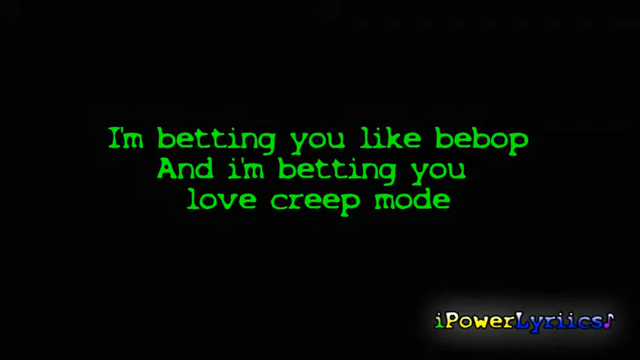 I'm betting you like bebop
And i'm betting you
love creep mode
iPowerLyriics♪